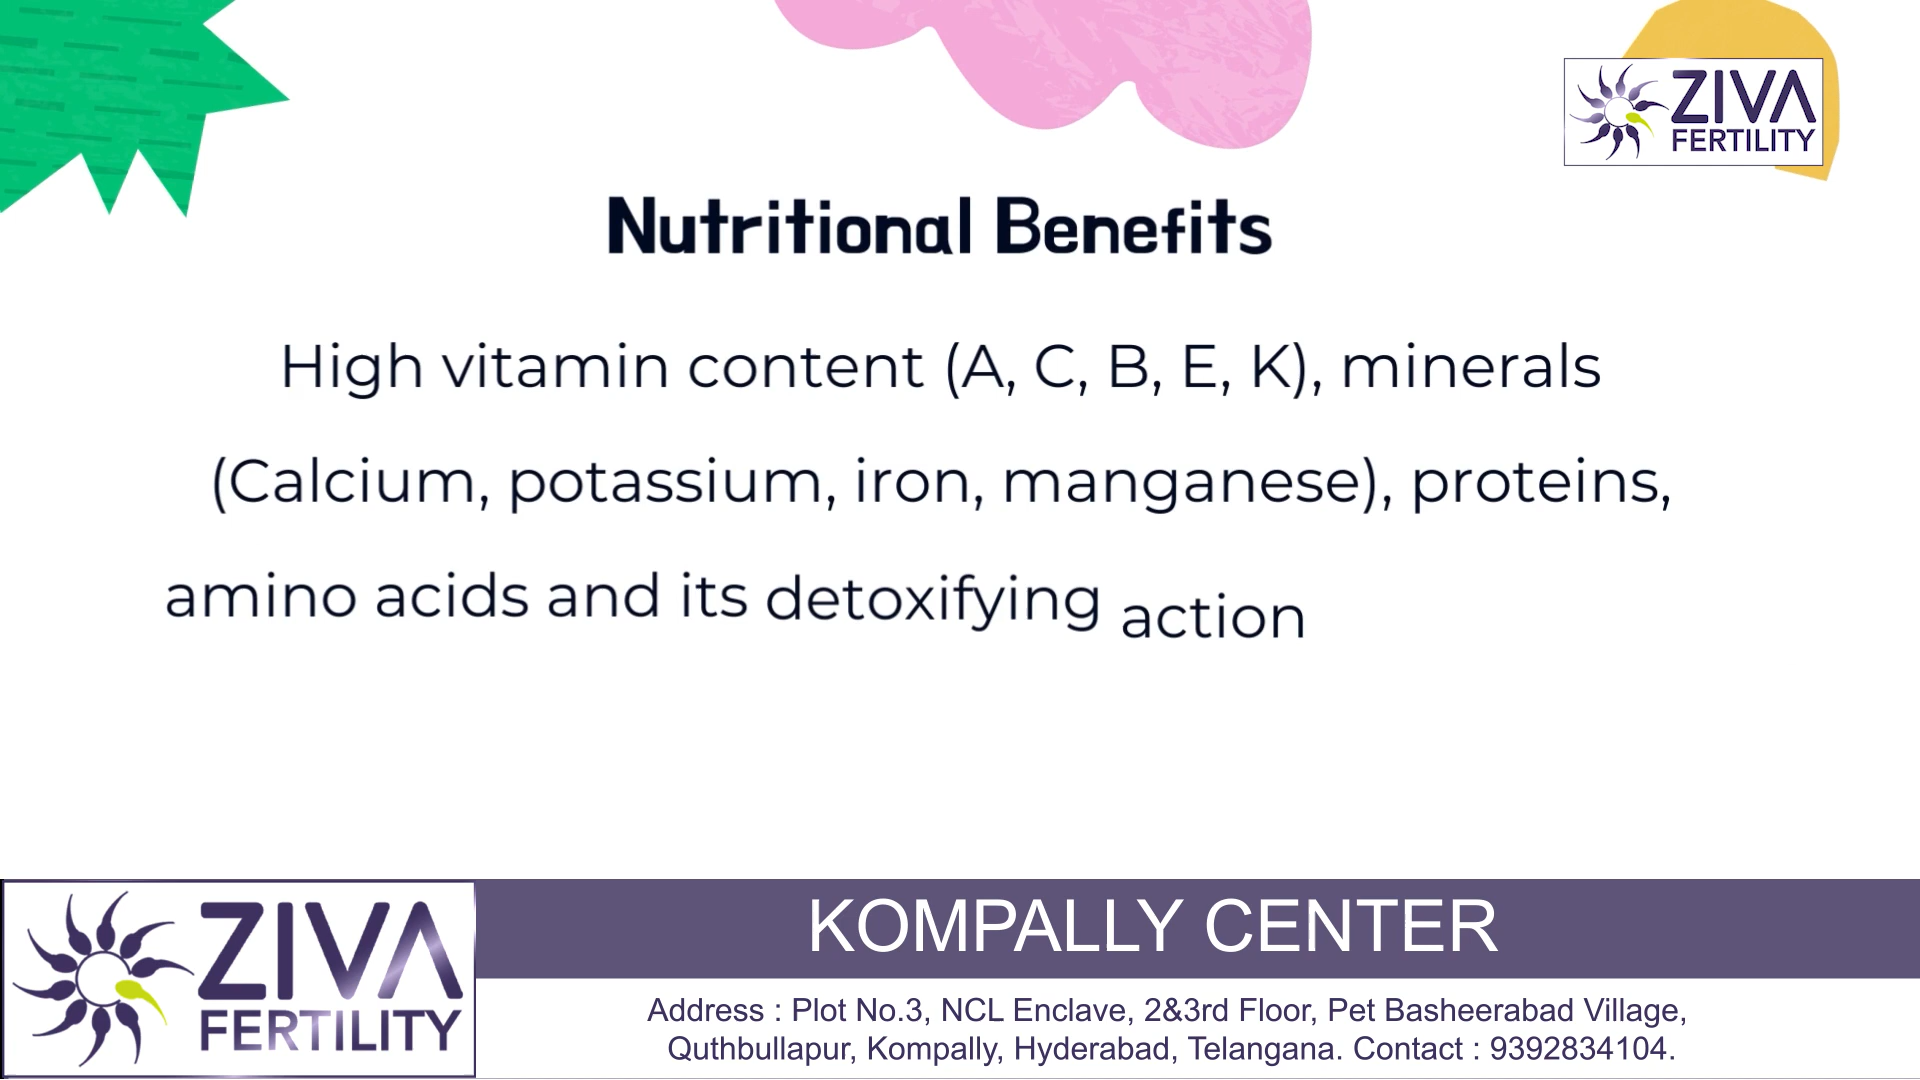 ZIVA
FERTILITY
Nutritional Benefits
High vitamin content (A, C, B, E, K), minerals
(Calcium, potassium, iron, manganese), proteins,
amino acids and its detoxifying action
ZIVA
FERTILITY
KOMPALLY CENTER
Address : Plot No.3, NCL Enclave, 2&3rd Floor, Pet Basheerabad Village,
Quthbullapur, Kompally, Hyderabad, Telangana. Contact : 9392834104.